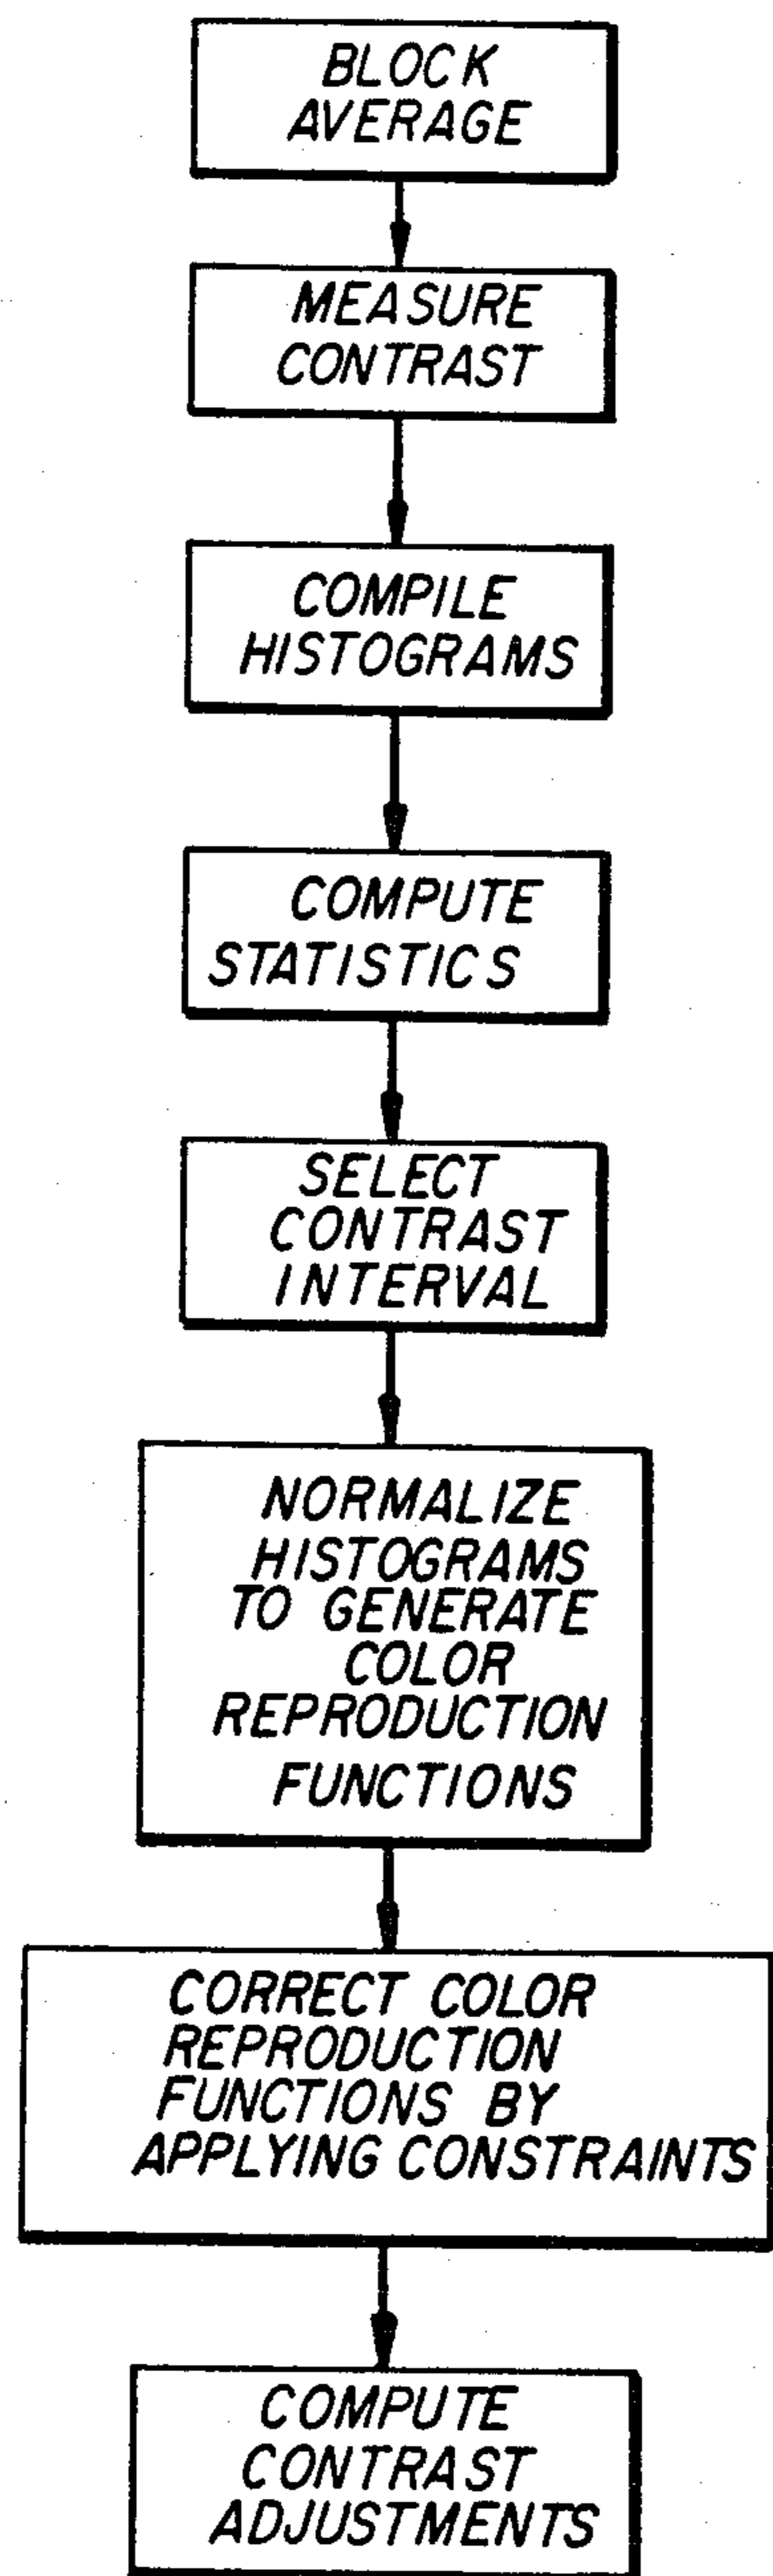 BLOCK
AVERAGE
MEASURE
CONTRAST
COMPILE
HISTOGRAMS
COMPUTE
STATISTICS
SELECT
CONTRAST
INTERVAL
NORMALIZE
HISTOGRAMS
TO GENERATE
COLOR
REPRODUCTION
FUNCTIONS
CORRECT COLOR
REPRODUCTION
FUNCTIONS BY
APPLYING CONSTRAINTS
COMPUTE
CONTRAST
ADJUSTMENTS